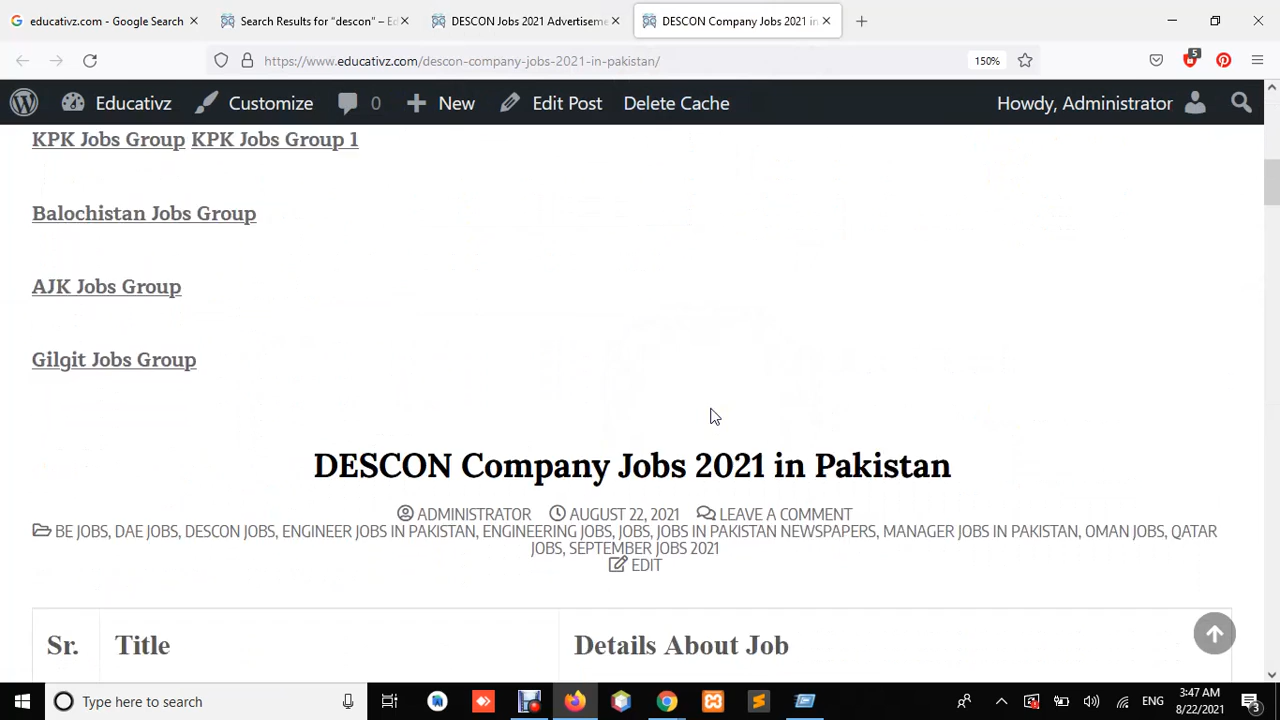 educativz.com - Google Search
Search Results for "descon" – Ed
DESCON Jobs 2021 Advertiseme
DESCON Company Jobs 2021 in
https://www.educativz.com/descon-company-jobs-2021-in-pakistan/
150%
5
Educativz
Customize
0
New
Edit Post
Delete Cache
Howdy, Administrator
KPK Jobs Group KPK Jobs Group 1
Balochistan Jobs Group
AJK Jobs Group
Gilgit Jobs Group
DESCON Company Jobs 2021 in Pakistan
ADMINISTRATOR AUGUST 22, 2021 LEAVE A COMMENT
BE JOBS, DAE JOBS, DESCON JOBS, ENGINEER JOBS IN PAKISTAN, ENGINEERING JOBS, JOBS, JOBS IN PAKISTAN NEWSPAPERS, MANAGER JOBS IN PAKISTAN, OMAN JOBS, QATAR
JOBS, SEPTEMBER JOBS 2021
EDIT
Sr. Title Details About Job
Type here to search
ENG
3:47 AM
8/22/2021
3